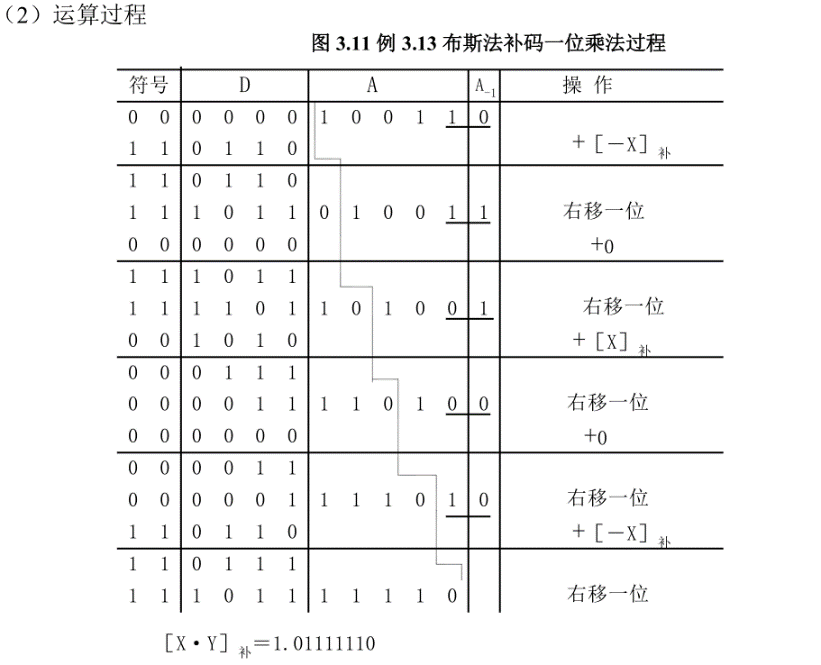 （2）运算过程
图 3.11 例 3.13 布斯法补码一位乘法过程
符号 D A A-1 操 作
0 0 0 0 0 0 1 0 0 1 1 0
1 1 0 1 1 0 +［－X］补
1 1 0 1 1 0
1 1 1 0 1 1 0 1 0 0 1 1 右移一位
0 0 0 0 0 0 +0
1 1 1 0 1 1
1 1 1 1 0 1 1 0 1 0 0 1 右移一位
0 0 1 0 1 0 +［X］补
0 0 0 1 1 1
0 0 0 0 1 1 1 1 0 1 0 0 右移一位
0 0 0 0 0 0 +0
0 0 0 0 1 1
0 0 0 0 0 1 1 1 1 0 1 0 右移一位
1 1 0 1 1 0 +［－X］补
1 1 0 1 1 1
1 1 1 0 1 1 1 1 1 1 0 右移一位
［X·Y］补＝1.01111110